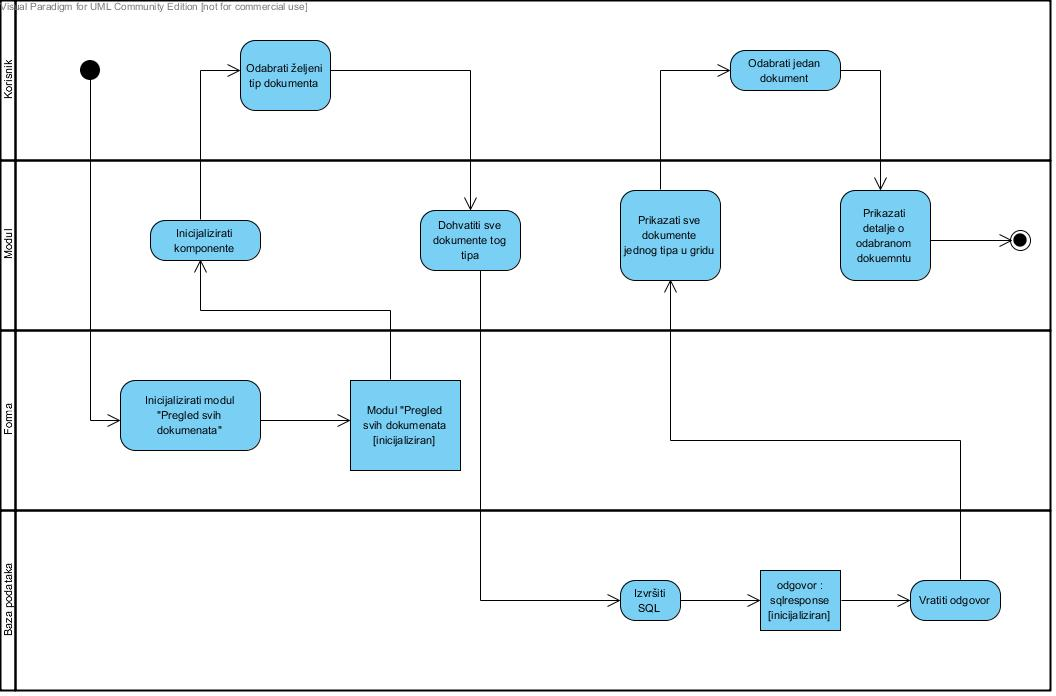 Visual Paradigm for UML Community Edition [not for commercial use]
Korisnik
Odabrati željeni
tip dokumenta
Odabrati jedan
dokument
Modul
Inicijalizirati
komponente
Dohvatiti sve
dokumente tog
tipa
Prikazati sve
dokumente
jednog tipa u gridu
Prikazati
detalje o
odabranom
dokuemntu
Forma
Inicijalizirati modul
"Pregled svih
dokumenata"
Modul "Pregled
svih dokumenata
[inicijaliziran]
Baza podataka
Izvršiti
SQL
odgovor :
sqlresponse
[inicijaliziran]
Vratiti odgovor